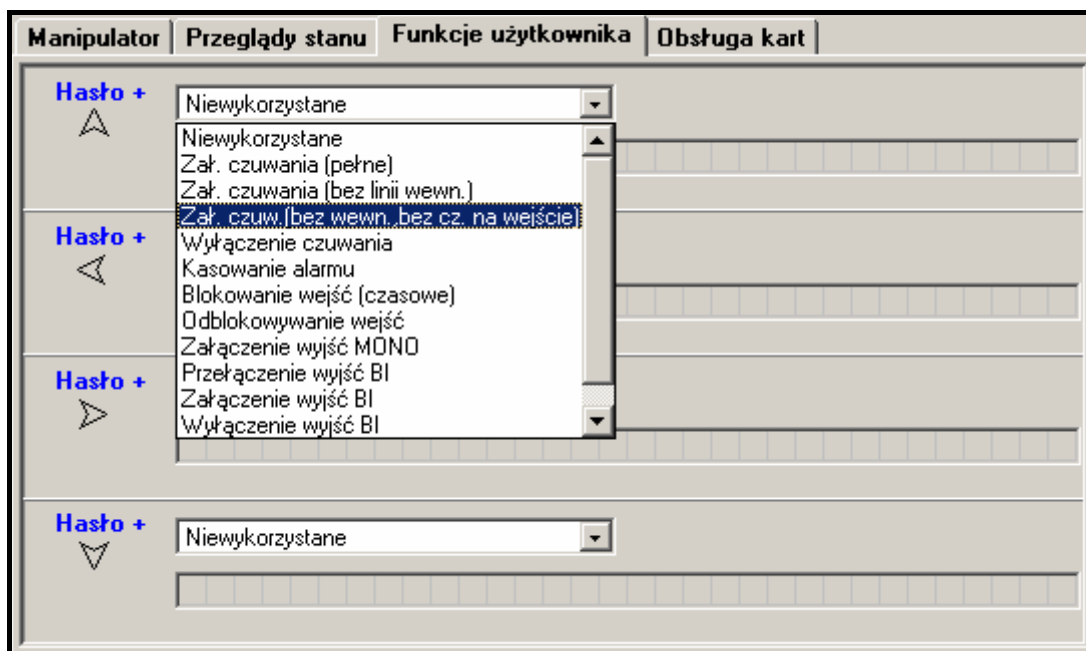 Manipulator Przeglądy stanu Funkcje użytkownika Obsługa kart
Hasło +
Niewykorzystane
Niewykorzystane
Zał. czuwania (pełne)
Zał. czuwania (bez linii wewn.)
Zał. czuw.(bez wewn.,bez cz. na wejście)
Wyłączenie czuwania
Kasowanie alarmu
Blokowanie wejść (czasowe)
Odblokowywanie wejść
Załączenie wyjść MONO
Przełączenie wyjść BI
Załączenie wyjść BI
Wyłączenie wyjść BI
Hasło +
Hasło +
Hasło +
Niewykorzystane